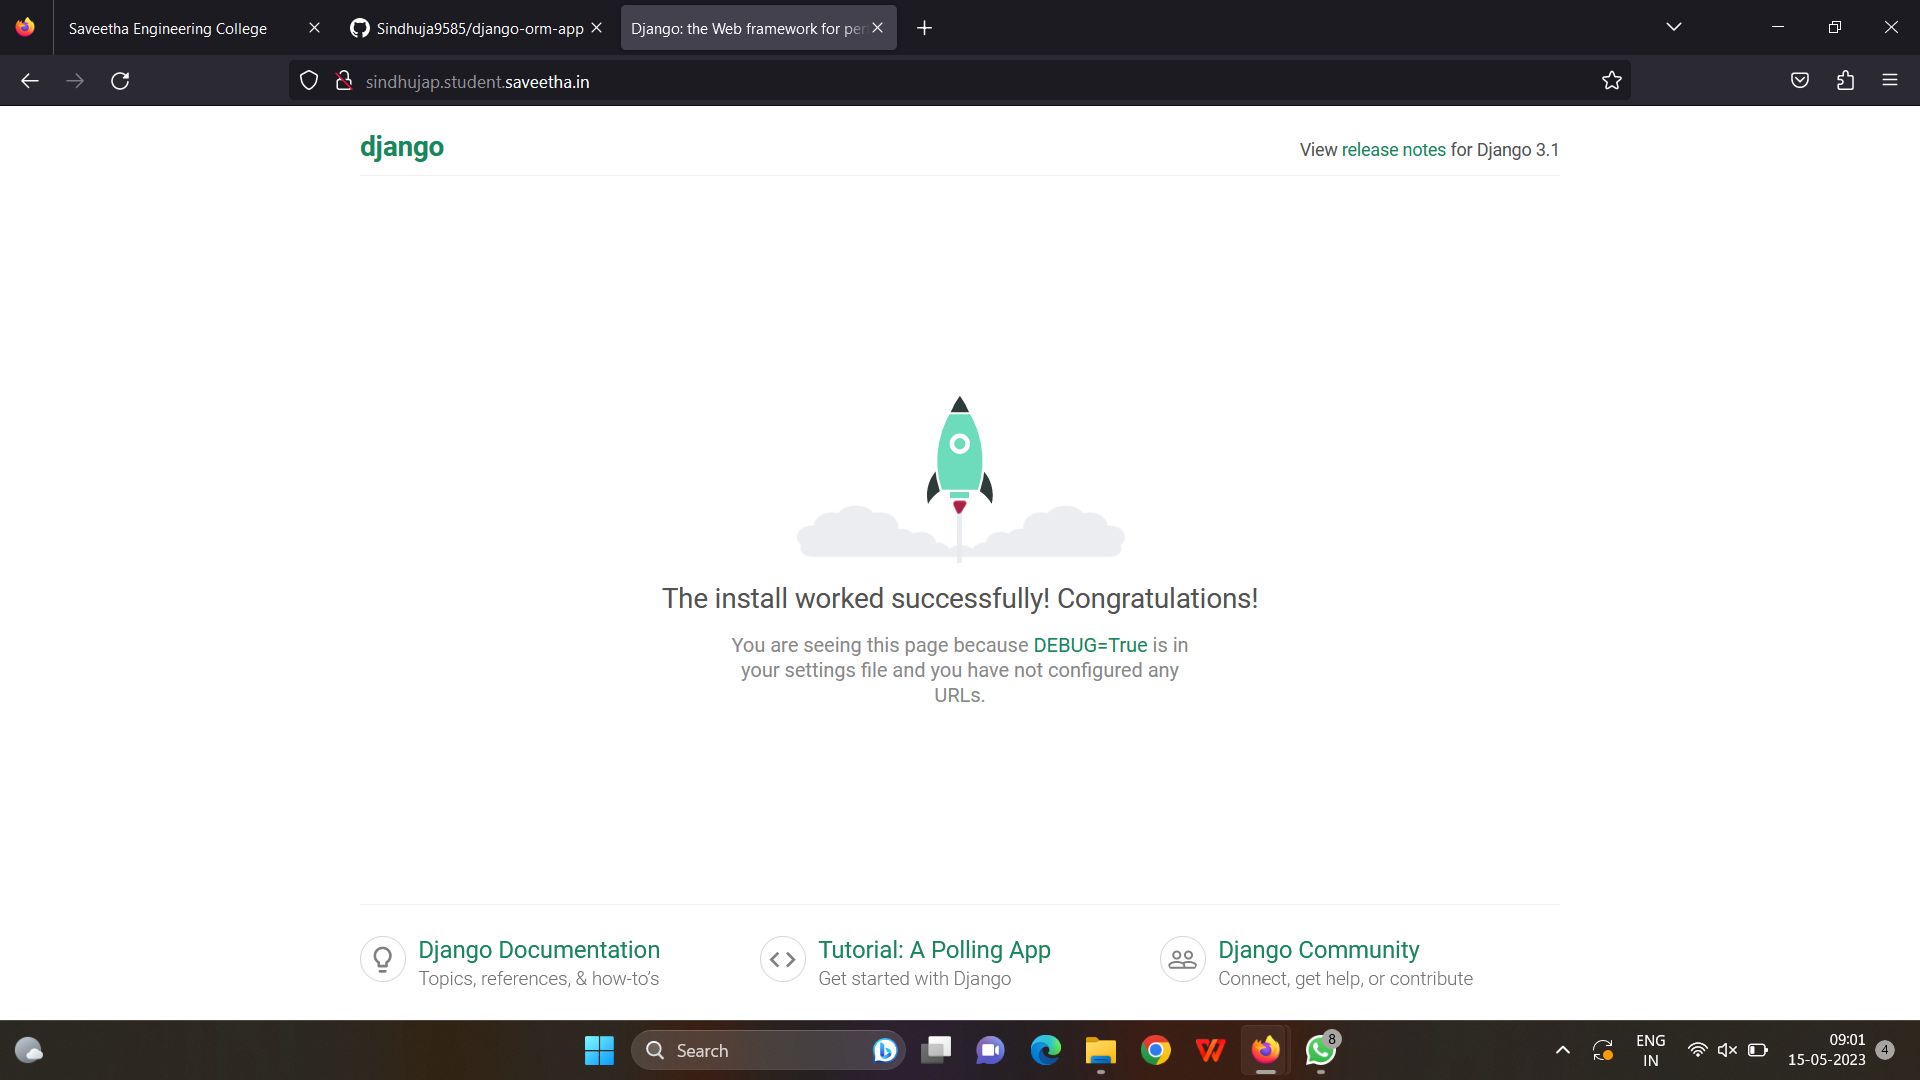 Saveetha Engineering College
Sindhuja9585/django-orm-app
Django: the Web framework for per
sindhujap.student.saveetha.in
django
View release notes for Django 3.1
The install worked successfully! Congratulations!
You are seeing this page because DEBUG=True is in
your settings file and you have not configured any
URLs.
Django Documentation
Topics, references, & how-to’s
Tutorial: A Polling App
Get started with Django
Django Community
Connect, get help, or contribute
Search
8
ENG
IN
09:01
15-05-2023
4